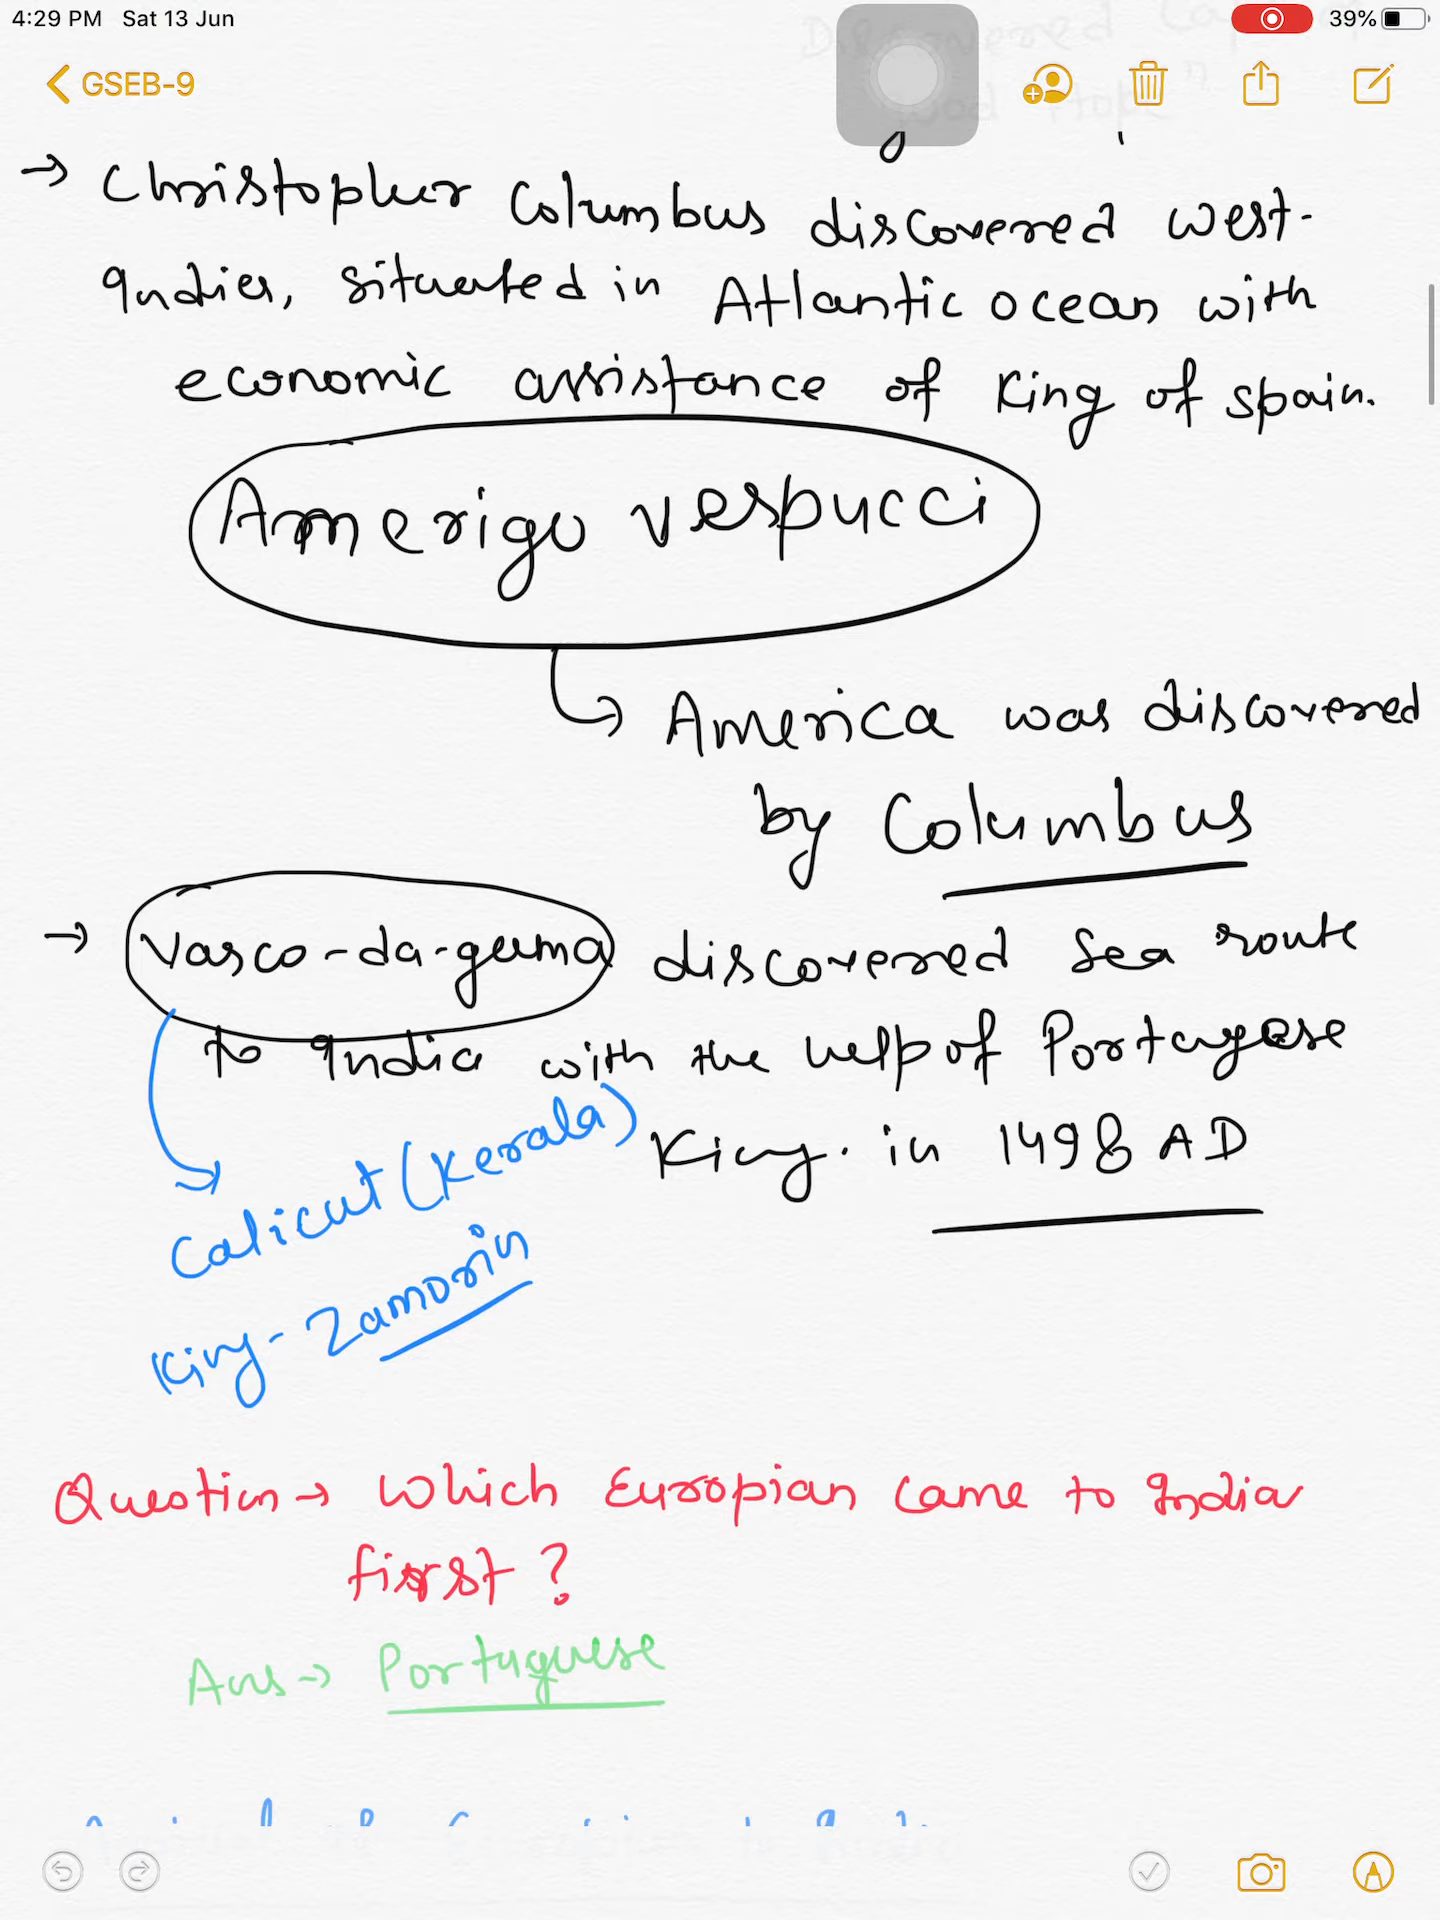 4:29 PM Sat 13 Jun
39%
GSEB-9
→ Christopher Columbus discovered west-
Indies, situated in Atlantic ocean with
economic assistance of King of spain.
Amerigo vespucci
→ America was discovered
by Columbus
→ Vasco-da-gama discovered Sea route
to India with the help of Portugese
King. in 1498 AD
Calicut (Kerala)
King - Zamorin
Question → Which Europian came to India
first ?
Ans → Portuguese